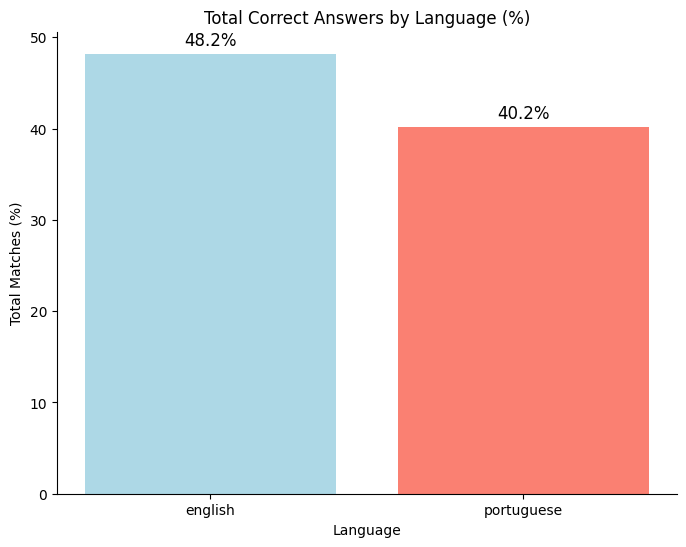 Total Correct Answers by Language (%)
50
48.2%
40.2%
40
30
20
10
0
Total Matches (%)
english
portuguese
Language